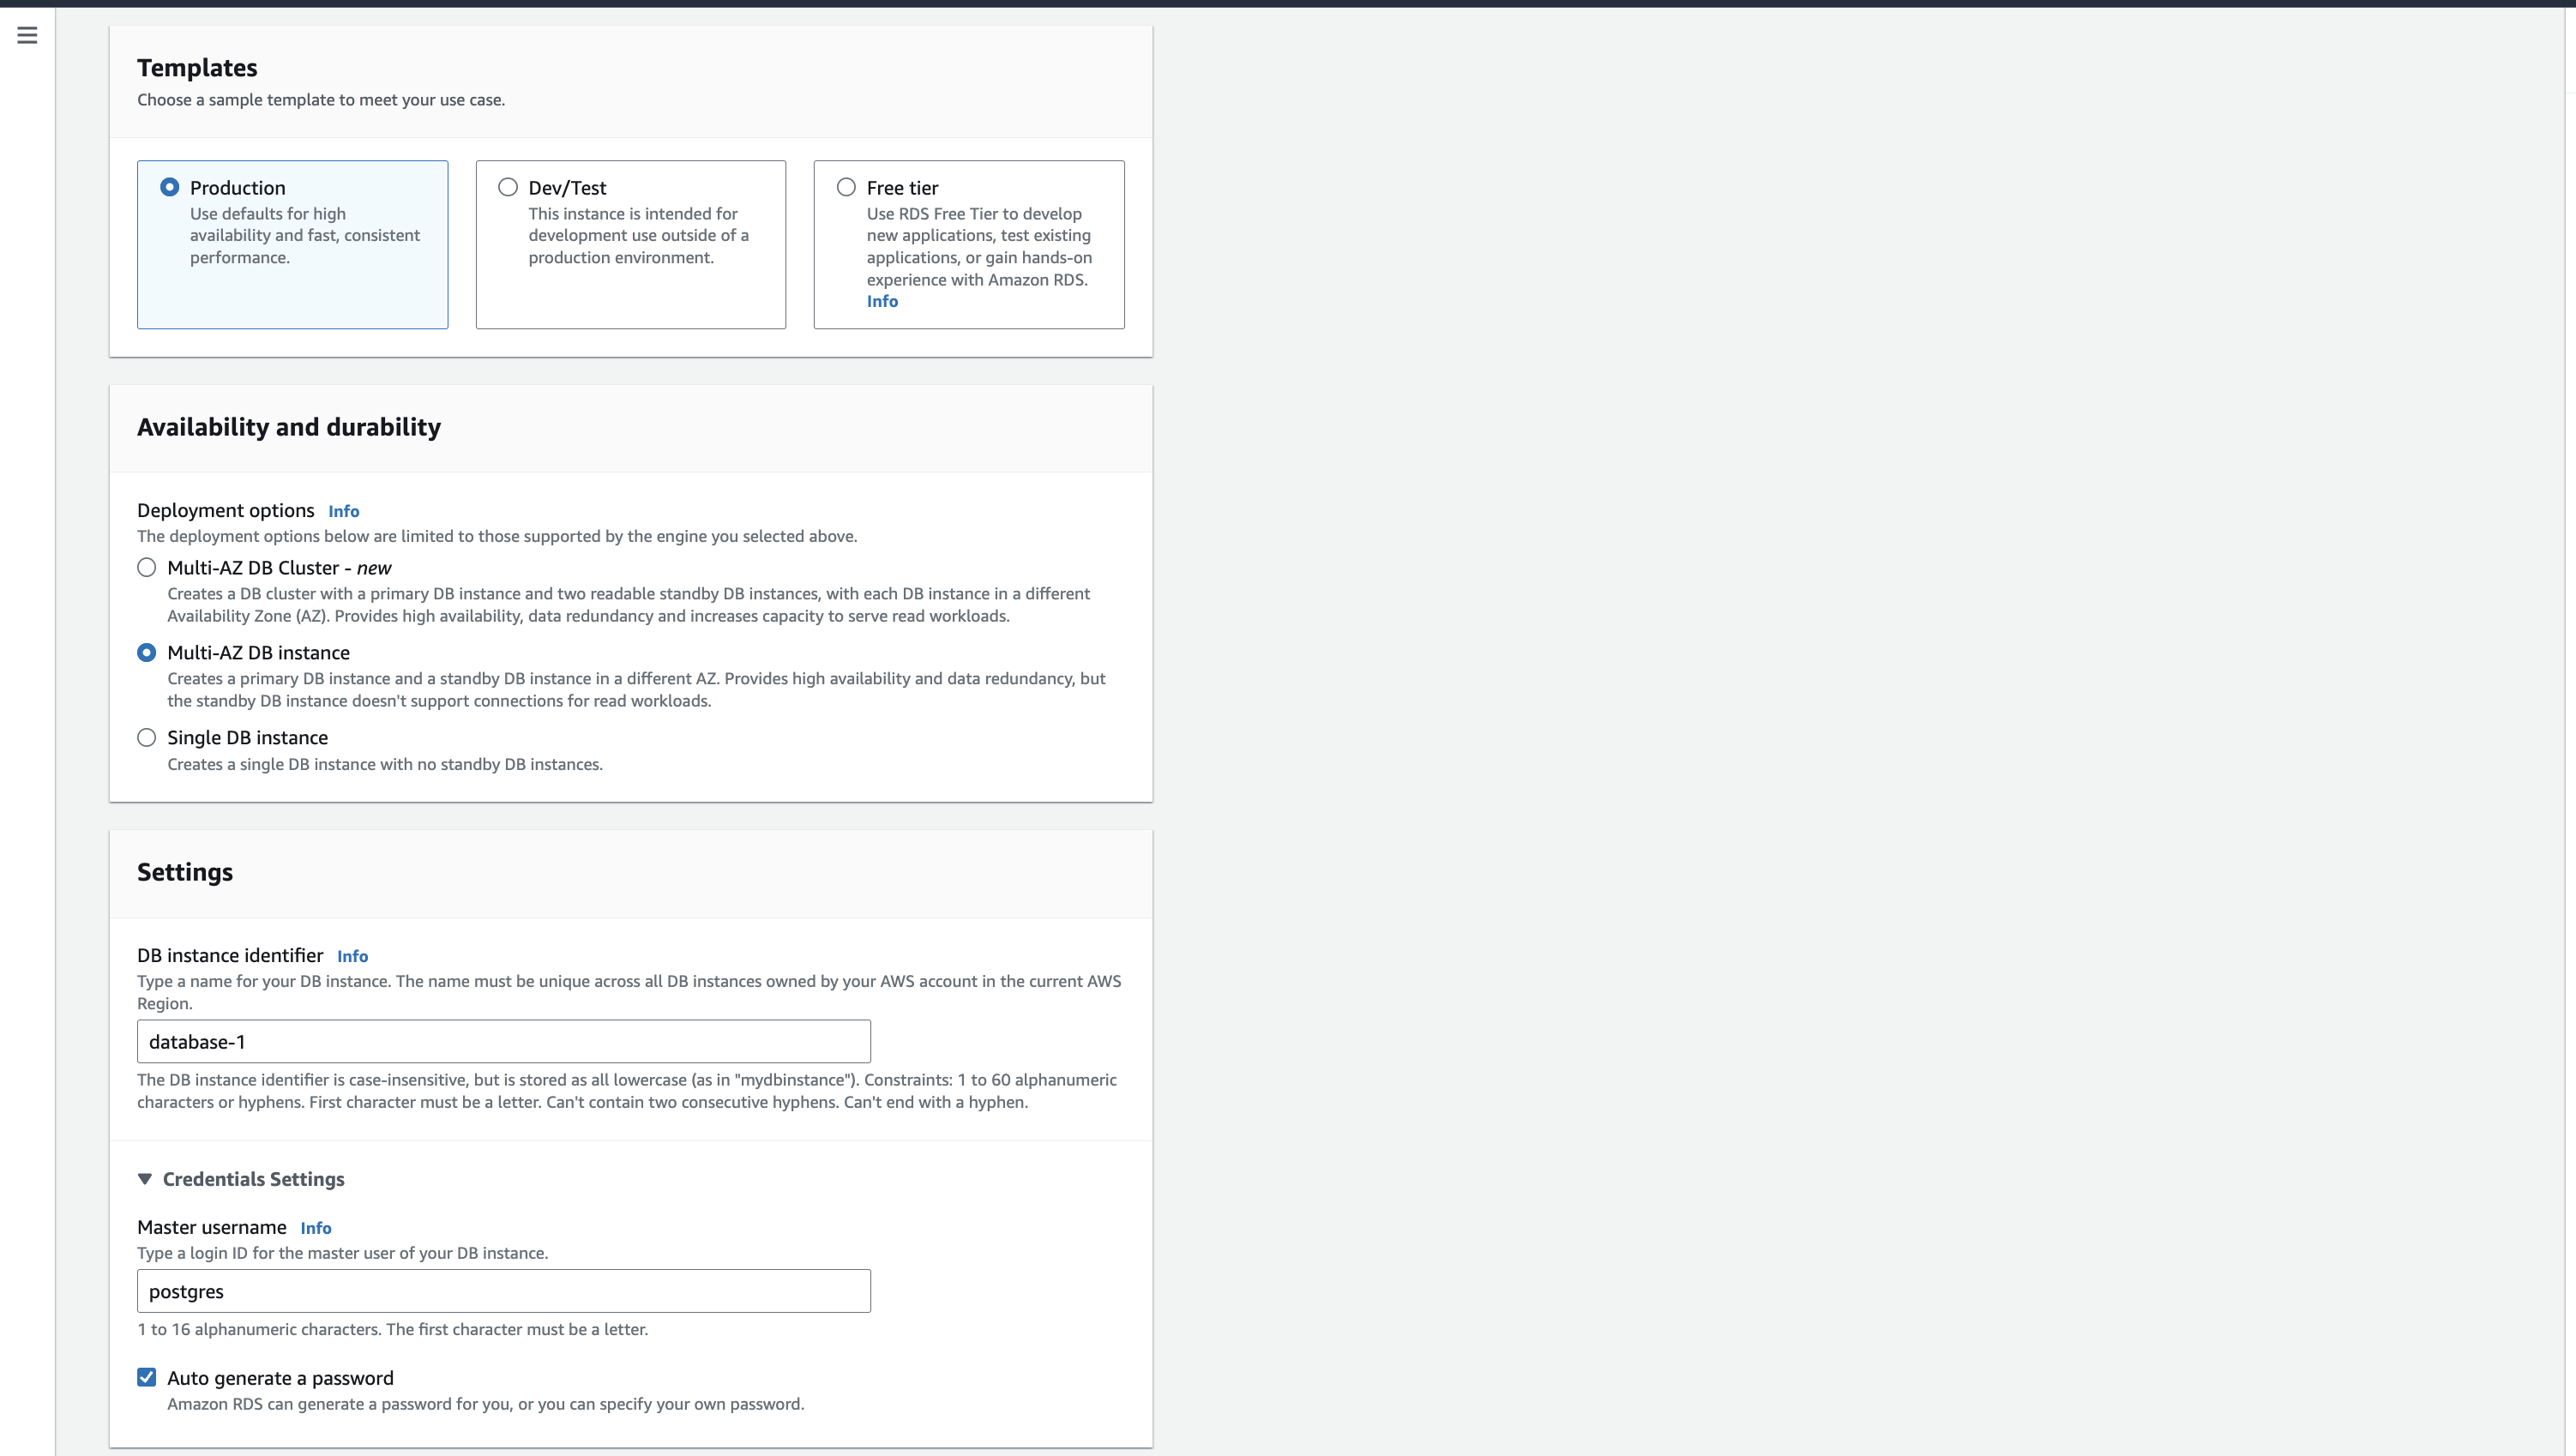 Templates
Choose a sample template to meet your use case.
Production
Use defaults for high
availability and fast, consistent
performance.
Dev/Test
This instance is intended for
development use outside of a
production environment.
Free tier
Use RDS Free Tier to develop
new applications, test existing
applications, or gain hands-on
experience with Amazon RDS.
Info
Availability and durability
Deployment options Info
The deployment options below are limited to those supported by the engine you selected above.
Multi-AZ DB Cluster - new
Creates a DB cluster with a primary DB instance and two readable standby DB instances, with each DB instance in a different
Availability Zone (AZ). Provides high availability, data redundancy and increases capacity to serve read workloads.
Multi-AZ DB instance
Creates a primary DB instance and a standby DB instance in a different AZ. Provides high availability and data redundancy, but
the standby DB instance doesn't support connections for read workloads.
Single DB instance
Creates a single DB instance with no standby DB instances.
Settings
DB instance identifier Info
Type a name for your DB instance. The name must be unique across all DB instances owned by your AWS account in the current AWS
Region.
database-1
The DB instance identifier is case-insensitive, but is stored as all lowercase (as in "mydbinstance"). Constraints: 1 to 60 alphanumeric
characters or hyphens. First character must be a letter. Can't contain two consecutive hyphens. Can't end with a hyphen.
Credentials Settings
Master username Info
Type a login ID for the master user of your DB instance.
postgres
1 to 16 alphanumeric characters. The first character must be a letter.
Auto generate a password
Amazon RDS can generate a password for you, or you can specify your own password.